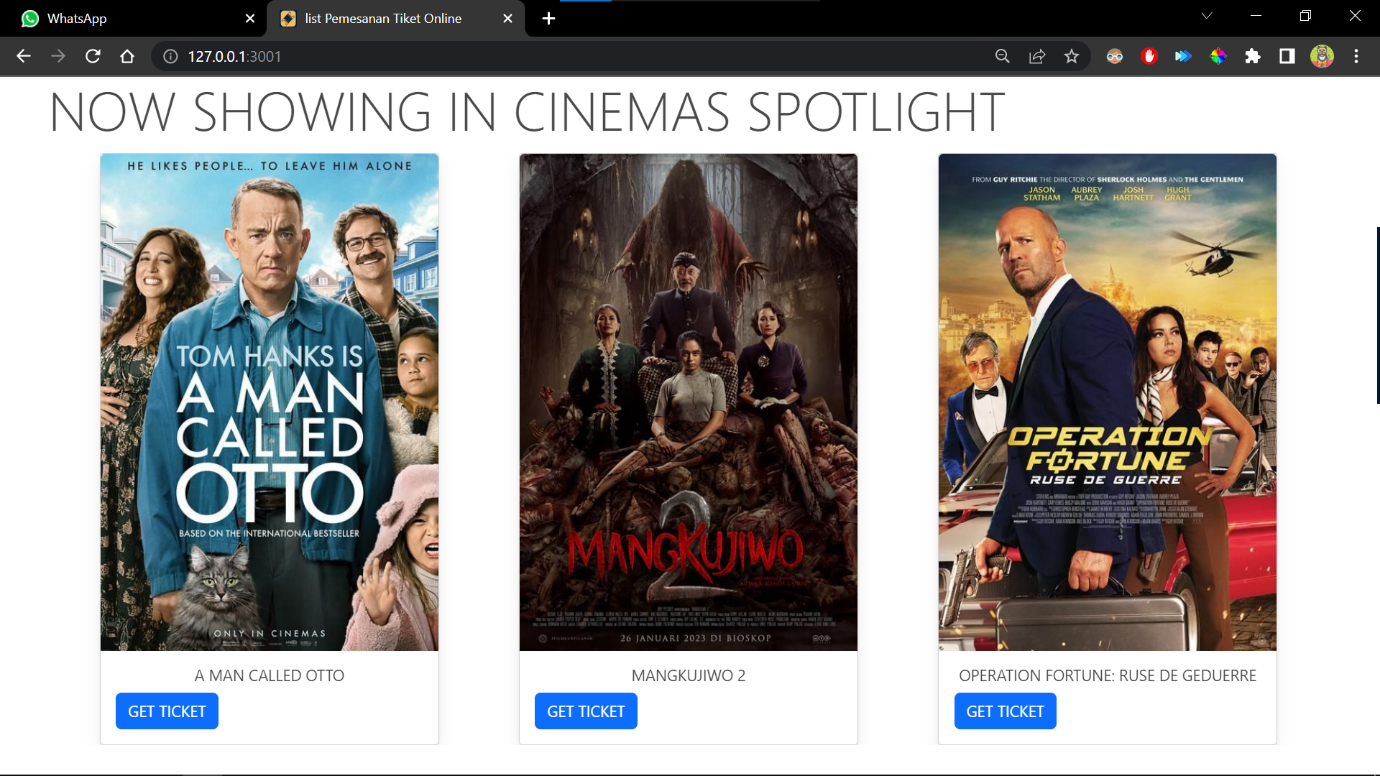 WhatsApp
list Pemesanan Tiket Online
127.0.0.1:3001
NOW SHOWING IN CINEMAS SPOTLIGHT
HE LIKES PEOPLE... TO LEAVE HIM ALONE
TOM HANKS IS
A MAN
CALLED
OTTO
BASED ON THE INTERNATIONAL BESTSELLER
ONLY IN CINEMAS
A MAN CALLED OTTO
GET TICKET
2
MANGKUJIWO
26 JANUARI 2023 DI BIOSKOP
MANGKUJIWO 2
GET TICKET
FROM GUY RITCHIE THE DIRECTOR OF SHERLOCK HOLMES AND THE GENTLEMEN
JASON STATHAM AUBREY PLAZA JOSH HARTNETT HUGH GRANT
OPERATION
FORTUNE
RUSE DE GUERRE
OPERATION FORTUNE: RUSE DE GEDUERRE
GET TICKET